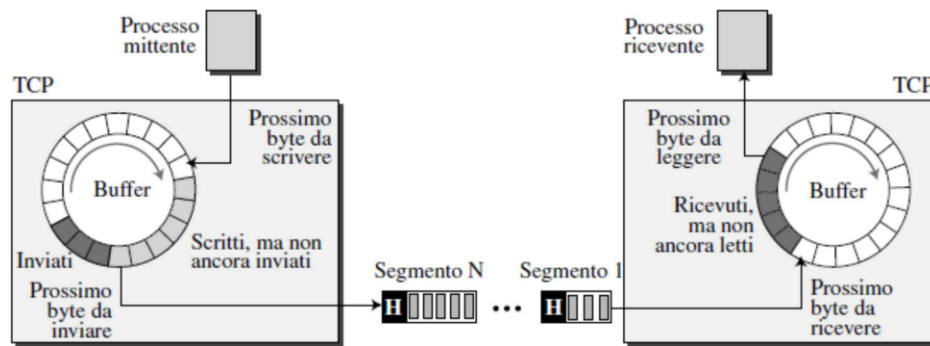 Processo
mittente
Processo
ricevente
TCP
TCP
Prossimo
byte da
scrivere
Buffer
Inviati
Scritti, ma non
ancora inviati
Prossimo
byte da
inviare
Segmento N
H
...
Segmento 1
H
Prossimo
byte da
leggere
Buffer
Ricevuti,
ma non
ancora letti
Prossimo
byte da
ricevere